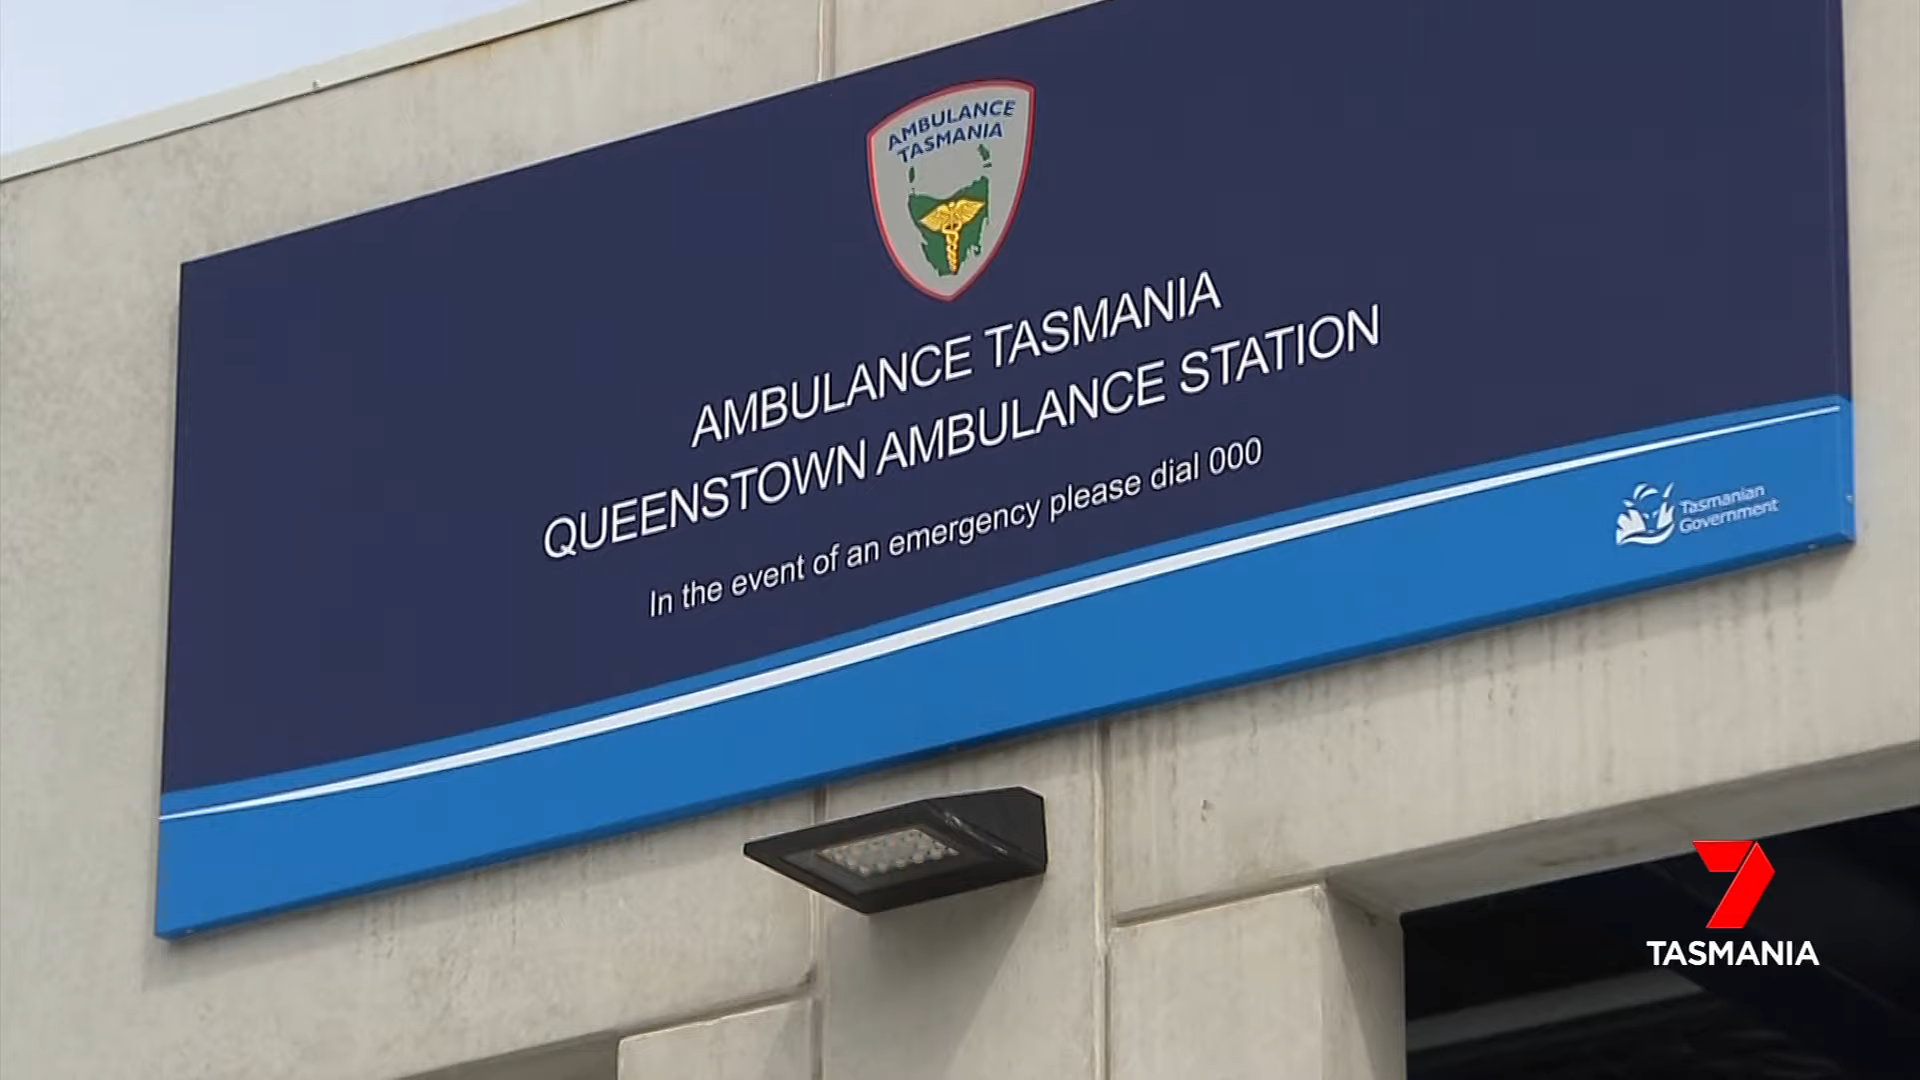 AMBULANCE
TASMANIA
AMBULANCE TASMANIA
QUEENSTOWN AMBULANCE STATION
In the event of an emergency please dial 000
Tasmanian
Government
7
TASMANIA